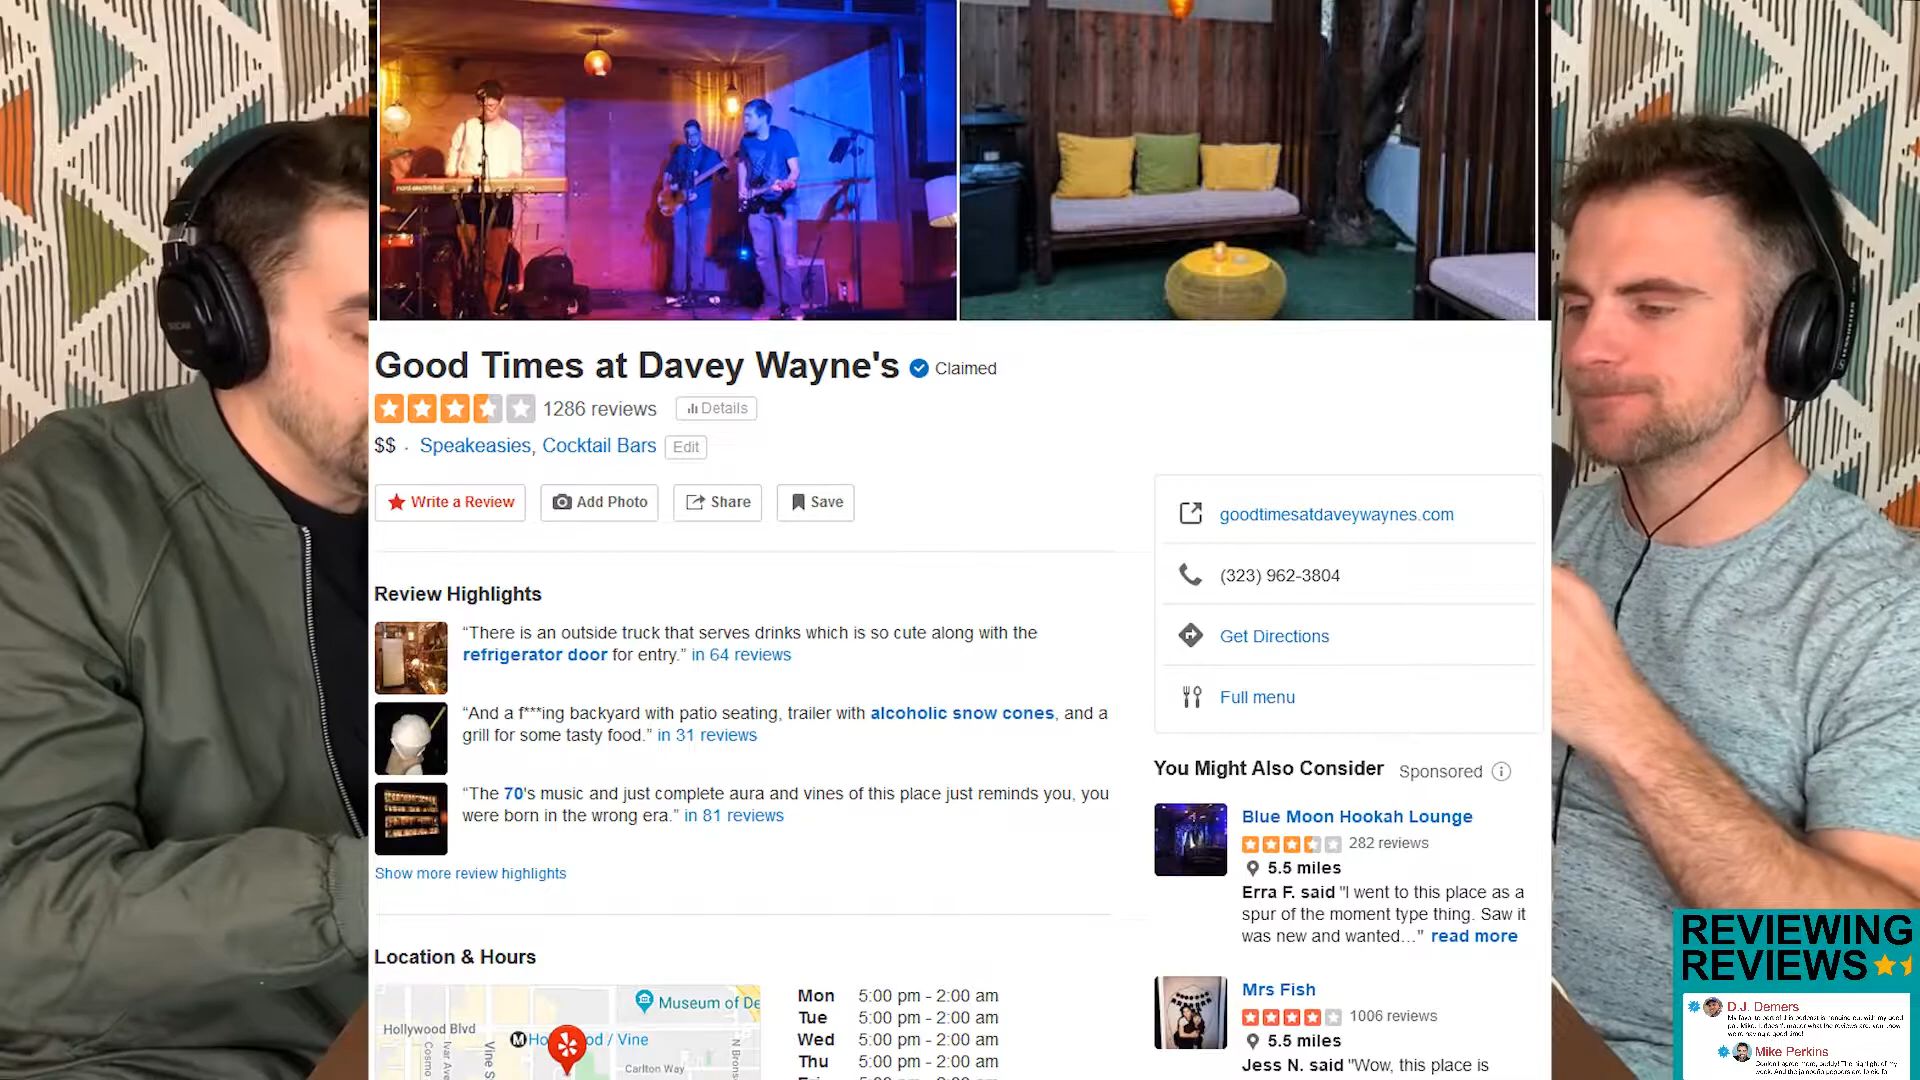 Good Times at Davey Wayne's Claimed
1286 reviews Details
$$ · Speakeasies, Cocktail Bars Edit
Write a Review Add Photo Share Save
Review Highlights
“There is an outside truck that serves drinks which is so cute along with the
refrigerator door for entry.” in 64 reviews
“And a f***ing backyard with patio seating, trailer with alcoholic snow cones, and a
grill for some tasty food.” in 31 reviews
“The 70's music and just complete aura and vines of this place just reminds you, you
were born in the wrong era.” in 81 reviews
Show more review highlights
Location & Hours
Museum of De
Hollywood Blvd
M
Vine
Ivar Ave
Cosmo
Vine S
Carlton Way
N Brons
Mon 5:00 pm - 2:00 am
Tue 5:00 pm - 2:00 am
Wed 5:00 pm - 2:00 am
Thu 5:00 pm - 2:00 am
goodtimesatdaveywaynes.com
(323) 962-3804
Get Directions
Full menu
You Might Also Consider Sponsored
Blue Moon Hookah Lounge
282 reviews
5.5 miles
Erra F. said "I went to this place as a
spur of the moment type thing. Saw it
was new and wanted…" read more
Mrs Fish
1006 reviews
5.5 miles
Jess N. said "Wow, this place is
REVIEWING
REVIEWS
D.J. Demers
Mike Perkins